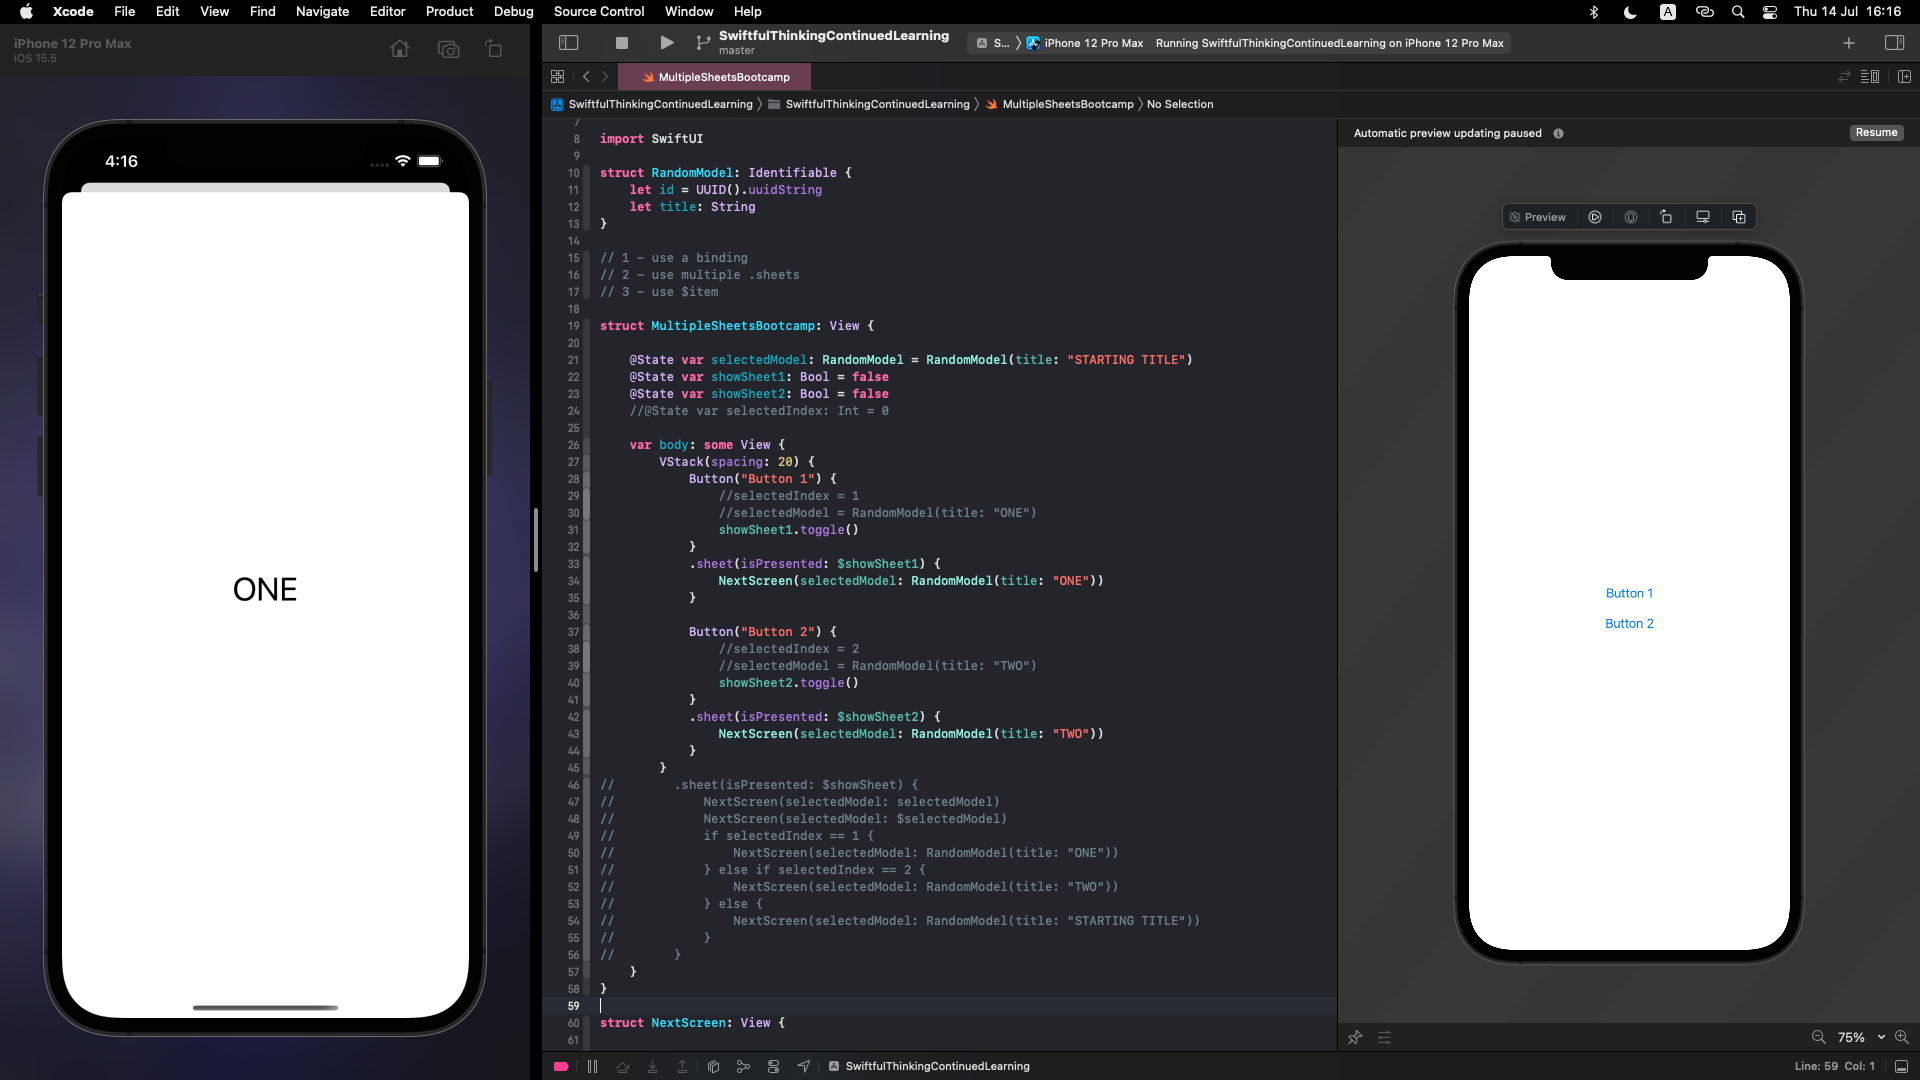 Xcode File Edit View Find Navigate Editor Product Debug Source Control Window Help
A Thu 14 Jul 16:16
iPhone 12 Pro Max
iOS 15.5
4:16
ONE
SwiftfulThinkingContinuedLearning
master
S... iPhone 12 Pro Max Running SwiftfulThinkingContinuedLearning on iPhone 12 Pro Max
MultipleSheetsBootcamp
SwiftfulThinkingContinuedLearning SwiftfulThinkingContinuedLearning MultipleSheetsBootcamp No Selection
7
8 import SwiftUI
9
10 struct RandomModel: Identifiable {
11 let id = UUID().uuidString
12 let title: String
13 }
14
15 // 1 - use a binding
16 // 2 - use multiple .sheets
17 // 3 - use $item
18
19 struct MultipleSheetsBootcamp: View {
20
21 @State var selectedModel: RandomModel = RandomModel(title: "STARTING TITLE")
22 @State var showSheet1: Bool = false
23 @State var showSheet2: Bool = false
24 //@State var selectedIndex: Int = 0
25
26 var body: some View {
27 VStack(spacing: 20) {
28 Button("Button 1") {
29 //selectedIndex = 1
30 //selectedModel = RandomModel(title: "ONE")
31 showSheet1.toggle()
32 }
33 .sheet(isPresented: $showSheet1) {
34 NextScreen(selectedModel: RandomModel(title: "ONE"))
35 }
36
37 Button("Button 2") {
38 //selectedIndex = 2
39 //selectedModel = RandomModel(title: "TWO")
40 showSheet2.toggle()
41 }
42 .sheet(isPresented: $showSheet2) {
43 NextScreen(selectedModel: RandomModel(title: "TWO"))
44 }
45 }
46 // .sheet(isPresented: $showSheet) {
47 // NextScreen(selectedModel: selectedModel)
48 // NextScreen(selectedModel: $selectedModel)
49 // if selectedIndex == 1 {
50 // NextScreen(selectedModel: RandomModel(title: "ONE"))
51 // } else if selectedIndex == 2 {
52 // NextScreen(selectedModel: RandomModel(title: "TWO"))
53 // } else {
54 // NextScreen(selectedModel: RandomModel(title: "STARTING TITLE"))
55 // }
56 // }
57 }
58 }
59
60 struct NextScreen: View {
61
Automatic preview updating paused
Resume
Preview
Button 1
Button 2
75%
SwiftfulThinkingContinuedLearning
Line: 59 Col: 1